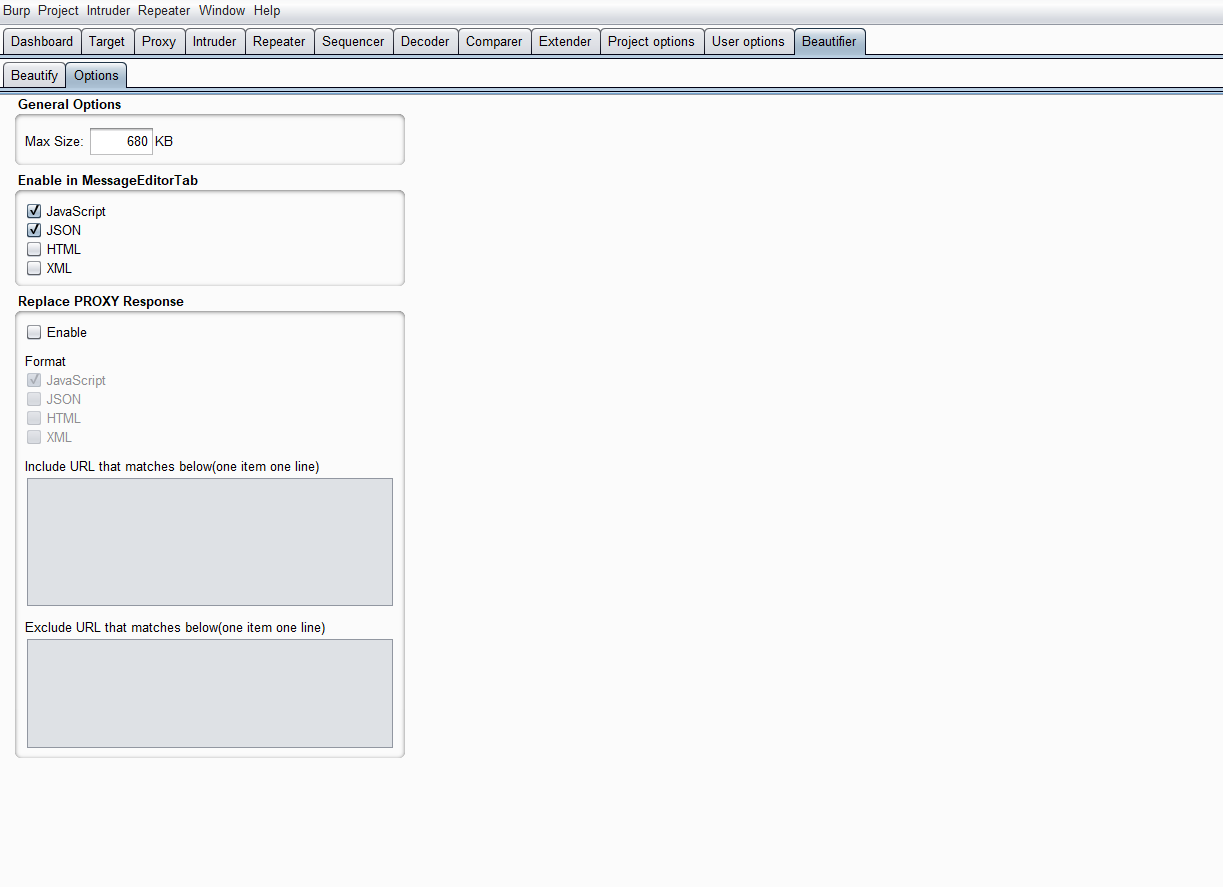 Burp Project Intruder Repeater Window Help
Dashboard Target Proxy Intruder Repeater Sequencer Decoder Comparer Extender Project options User options Beautifier
Beautify Options
General Options
Max Size: 680 KB
Enable in MessageEditorTab
JavaScript
JSON
HTML
XML
Replace PROXY Response
Enable
Format
JavaScript
JSON
HTML
XML
Include URL that matches below(one item one line)
Exclude URL that matches below(one item one line)